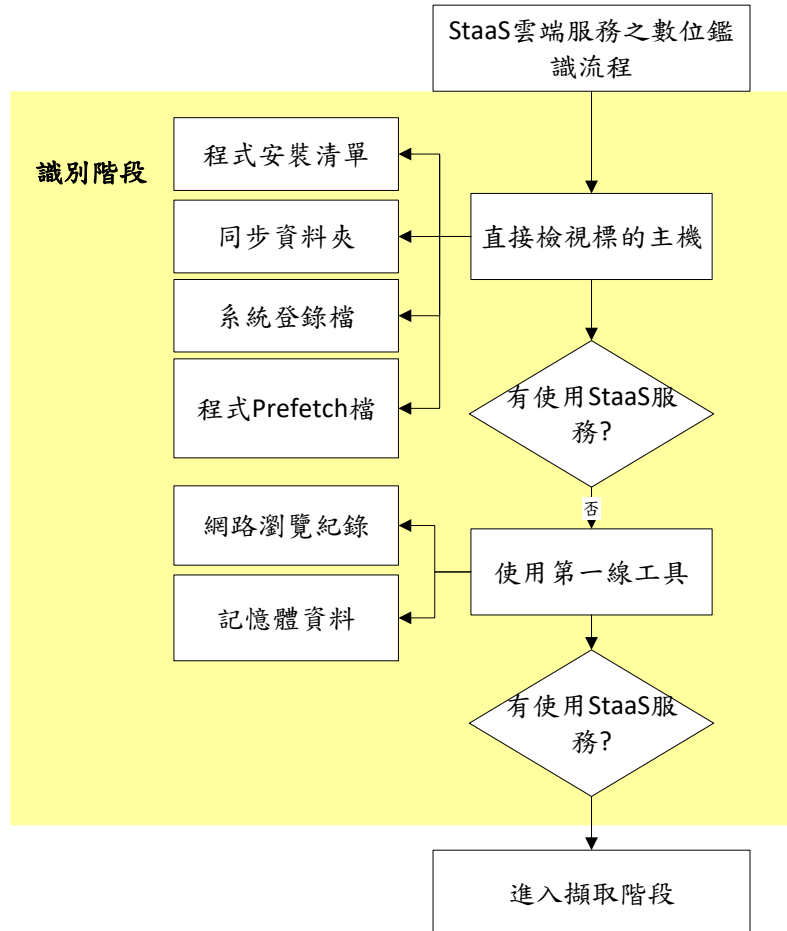 StaaS雲端服務之數位鑑
識流程
識別階段
程式安裝清單
同步資料夾
直接檢視標的主機
系統登錄檔
程式Prefetch檔
有使用StaaS服
務?
否
網路瀏覽紀錄
使用第一線工具
記憶體資料
有使用StaaS服
務?
進入擷取階段